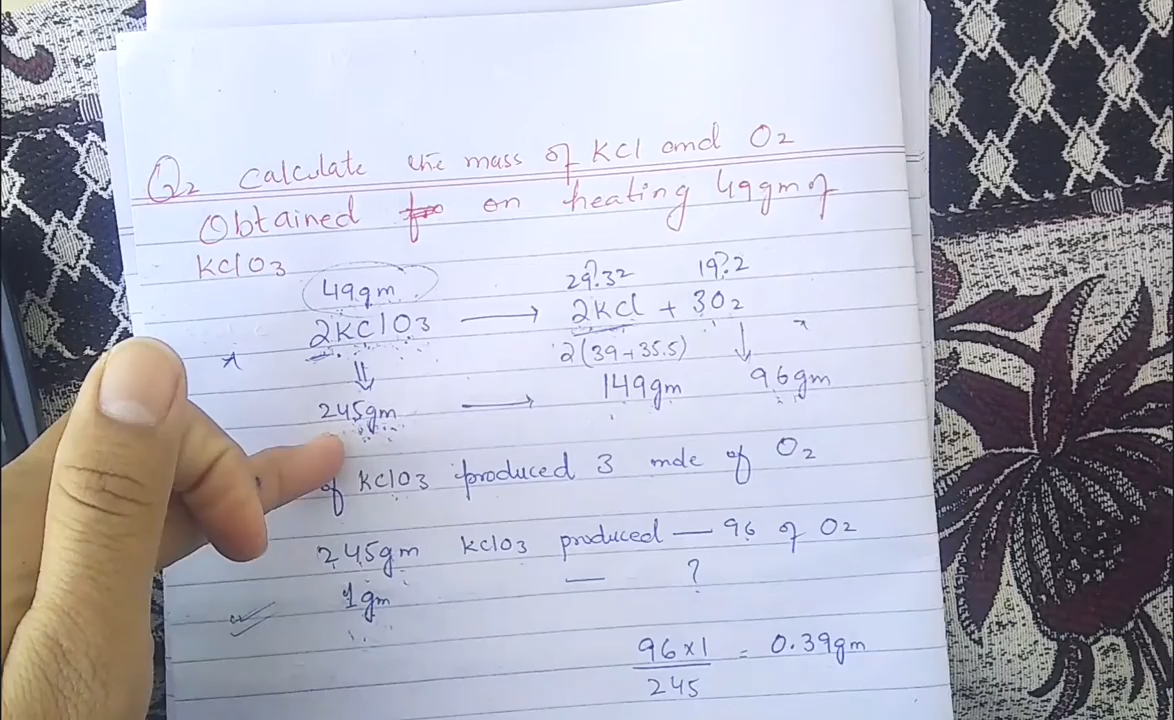 Q2 calculate the mass of KCl and O2
Obtained on heating 49gm of
KClO3
49gm 29.32 ? 19.2 ?
2KClO3 → 2KCl + 3O2
2(39+35.5)
245gm → 149gm 96gm
of KClO3 produced 3 mole of O2
245gm KClO3 produced — 96 of O2
1gm — ?
96×1 / 245 = 0.39gm